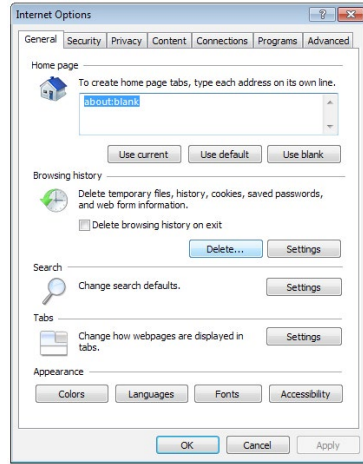 Internet Options
General Security Privacy Content Connections Programs Advanced
Home page
To create home page tabs, type each address on its own line.
about:blank
Use current Use default Use blank
Browsing history
Delete temporary files, history, cookies, saved passwords,
and web form information.
Delete browsing history on exit
Delete... Settings
Search
Change search defaults. Settings
Tabs
Change how webpages are displayed in
tabs.
Settings
Appearance
Colors Languages Fonts Accessibility
OK Cancel Apply